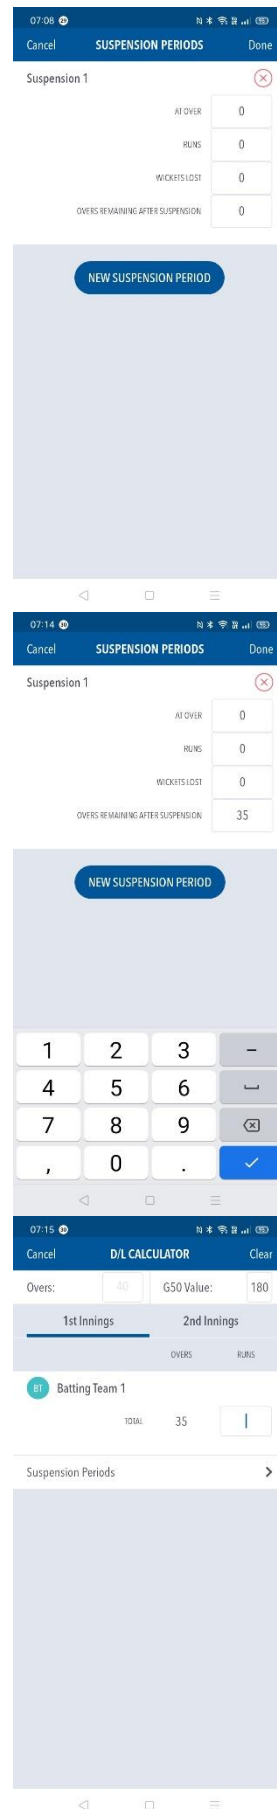 07:08 29
Cancel SUSPENSION PERIODS Done
Suspension 1
AT OVER 0
RUNS 0
WICKETS LOST 0
OVERS REMAINING AFTER SUSPENSION 0
NEW SUSPENSION PERIOD
07:14 30
Cancel SUSPENSION PERIODS Done
Suspension 1
AT OVER 0
RUNS 0
WICKETS LOST 0
OVERS REMAINING AFTER SUSPENSION 35
NEW SUSPENSION PERIOD
1 2 3 –
4 5 6
7 8 9
, 0 .
07:15 30
Cancel D/L CALCULATOR Clear
Overs: 40 G50 Value: 180
1st Innings 2nd Innings
OVERS RUNS
BT Batting Team 1
TOTAL 35
Suspension Periods